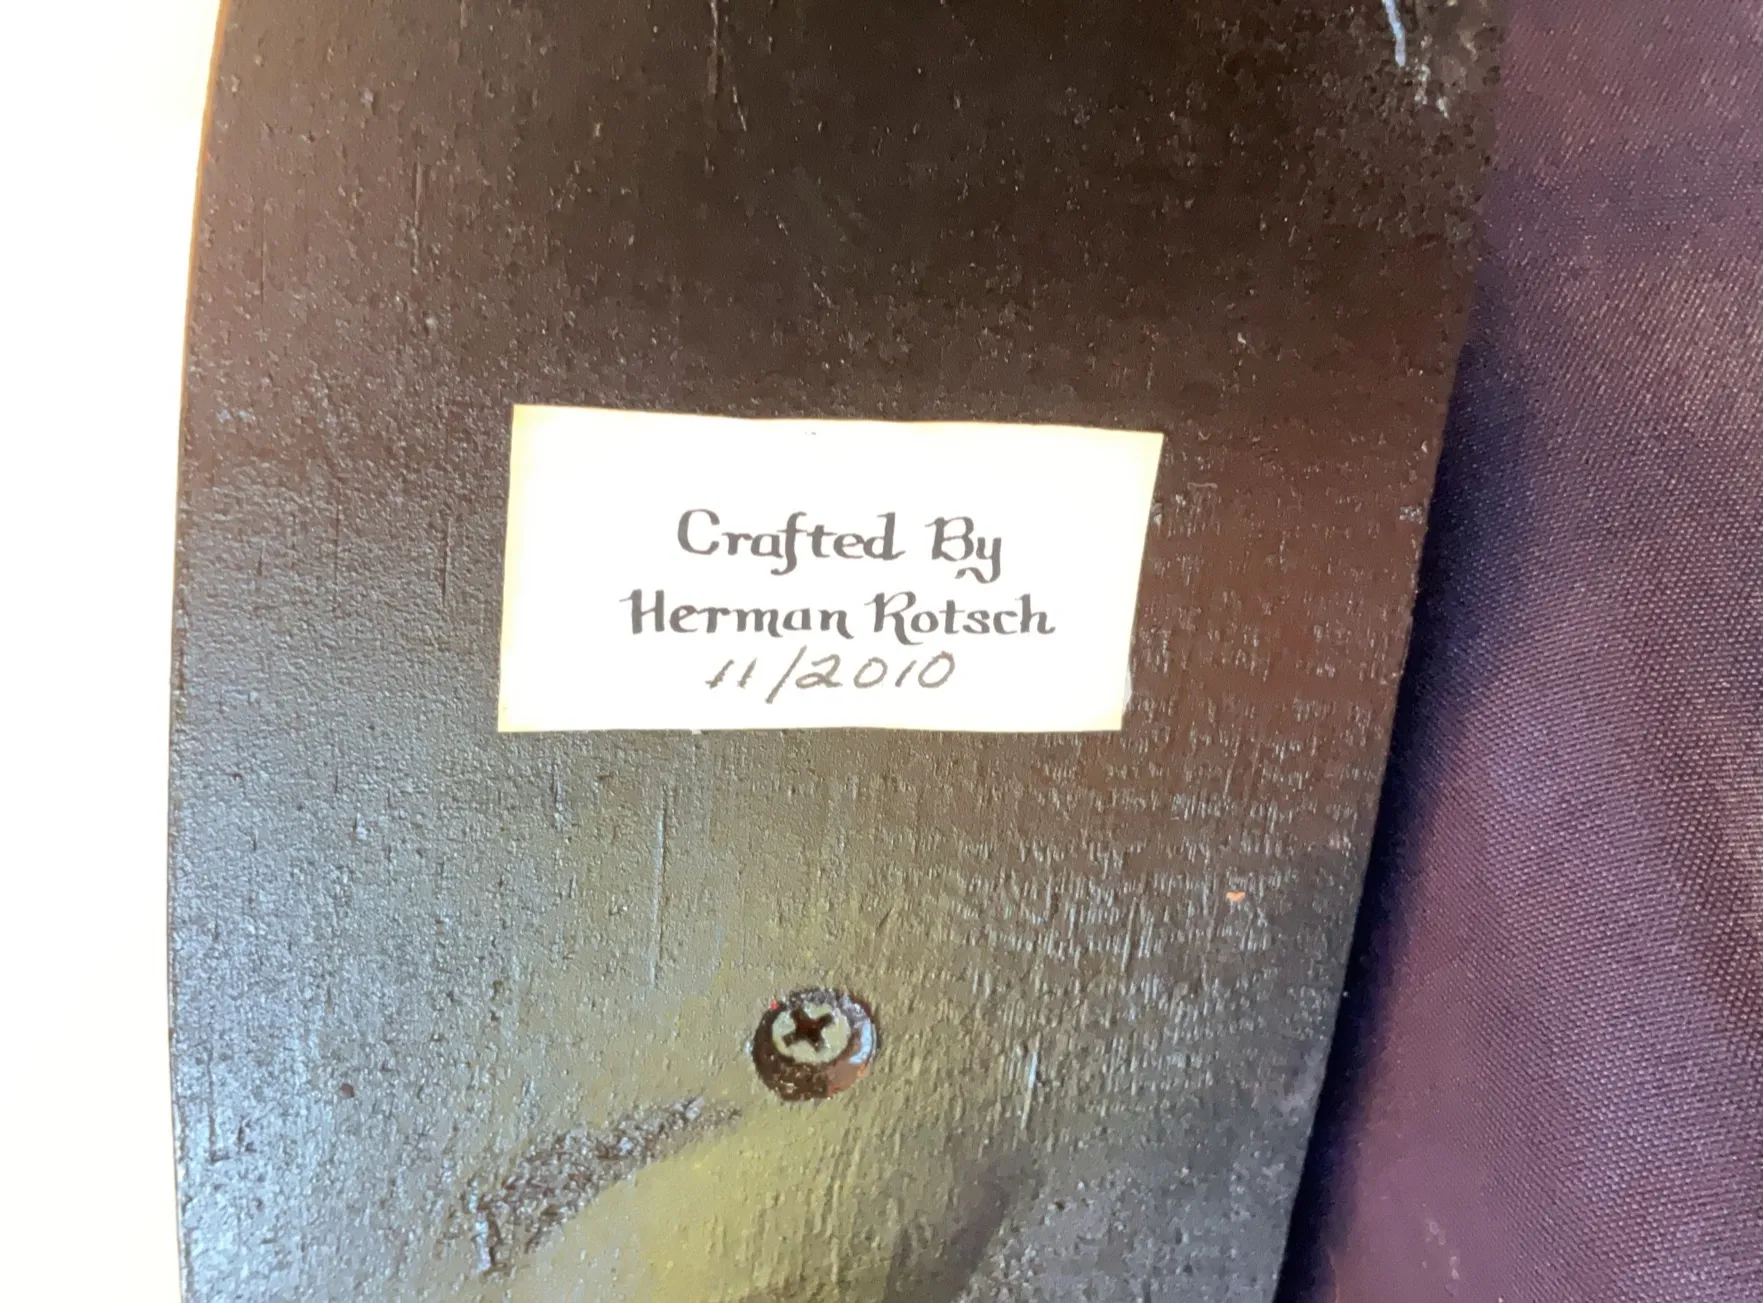 Crafted By
Herman Rotsch
11/2010